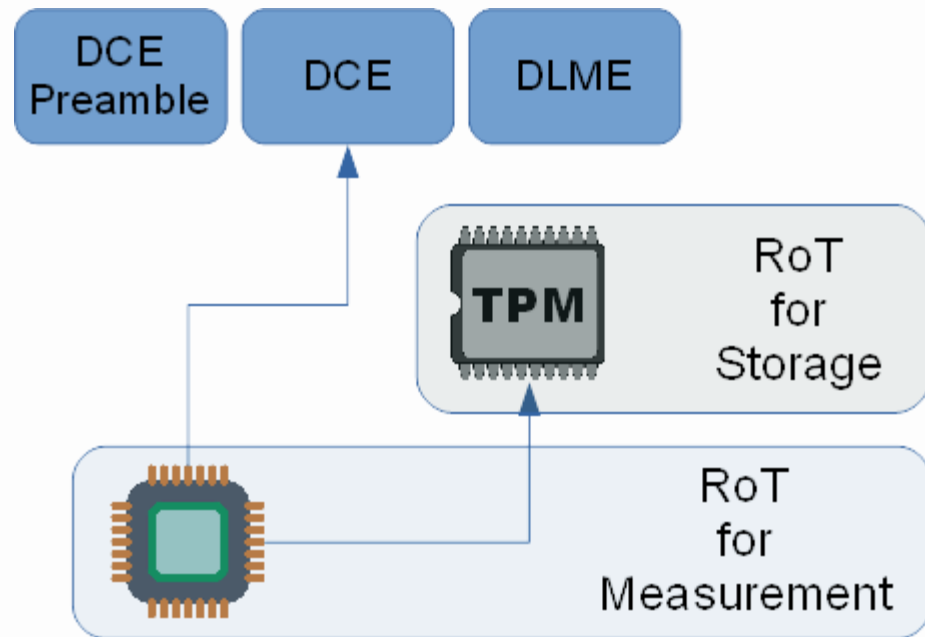 DCE
Preamble
DCE
DLME
TPM
RoT
for
Storage
RoT
for
Measurement